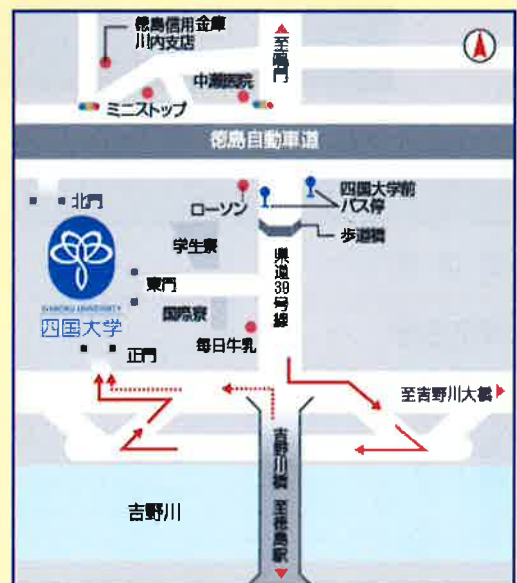 徳島信用金庫
川内支店
至鳴門
中瀬医院
ミニストップ
徳島自動車道
北門
ローソン
四国大学前
バス停
歩道橋
学生寮
県道39号線
SHIKOKU UNIVERSITY
四国大学
東門
国際寮
毎日牛乳
正門
至吉野川大橋
吉野川橋
至徳島駅
吉野川